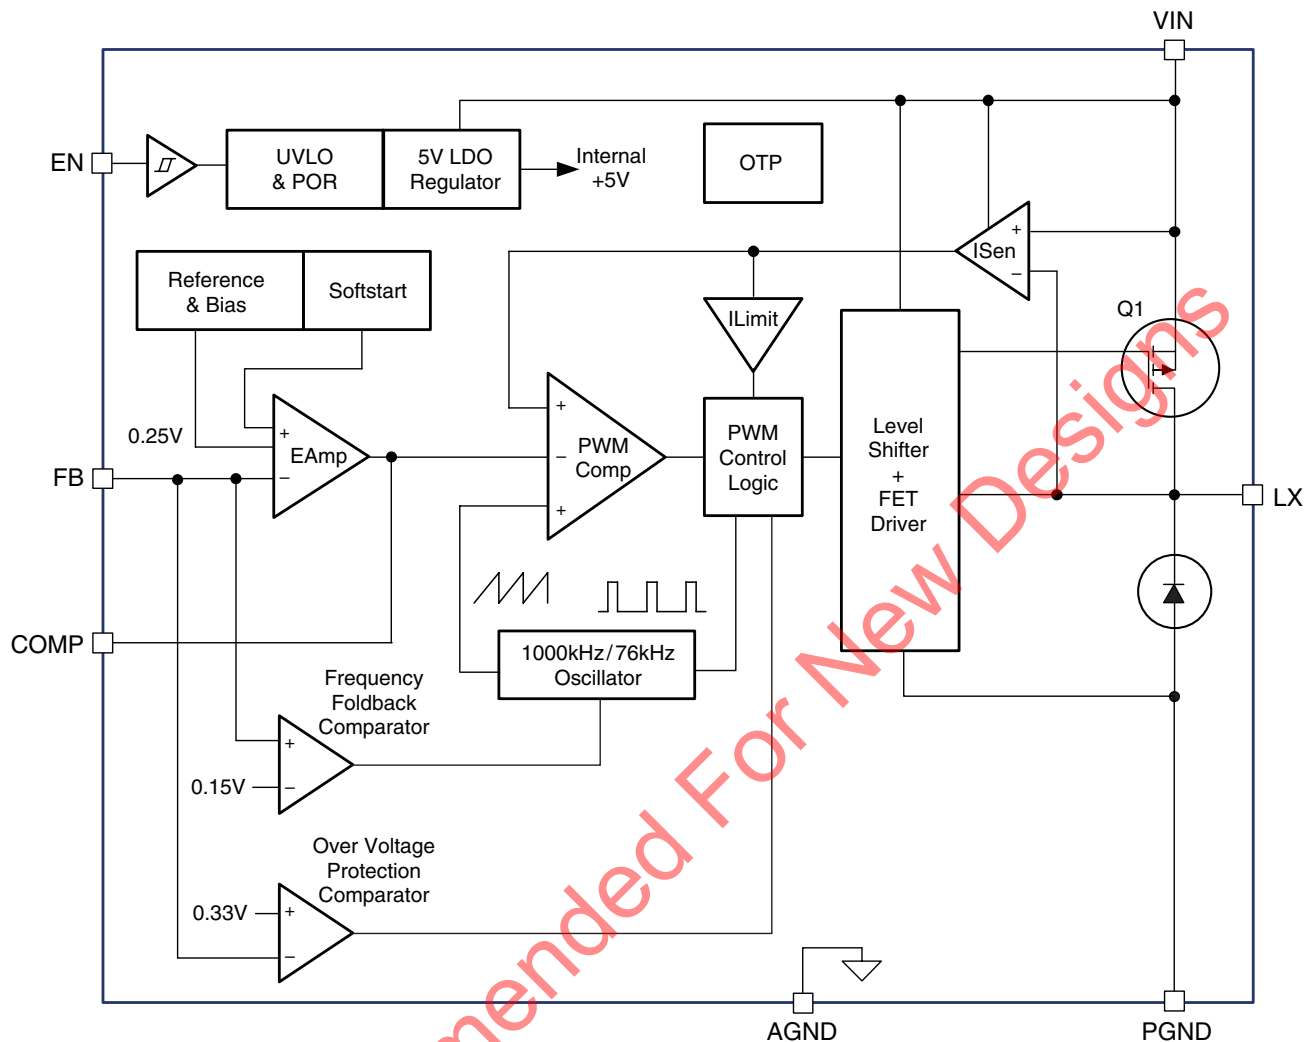 VIN
EN
UVLO
& POR
5V LDO
Regulator
Internal
+5V
OTP
+
ISen
−
Reference
& Bias
Softstart
ILimit
Q1
0.25V
+
EAmp
−
+
PWM
Comp
−
+
PWM
Control
Logic
Level
Shifter
+
FET
Driver
FB
LX
COMP
1000kHz/76kHz
Oscillator
Frequency
Foldback
Comparator
+
0.15V
−
Over Voltage
Protection
Comparator
0.33V
+
−
AGND
PGND
mended For New Designs